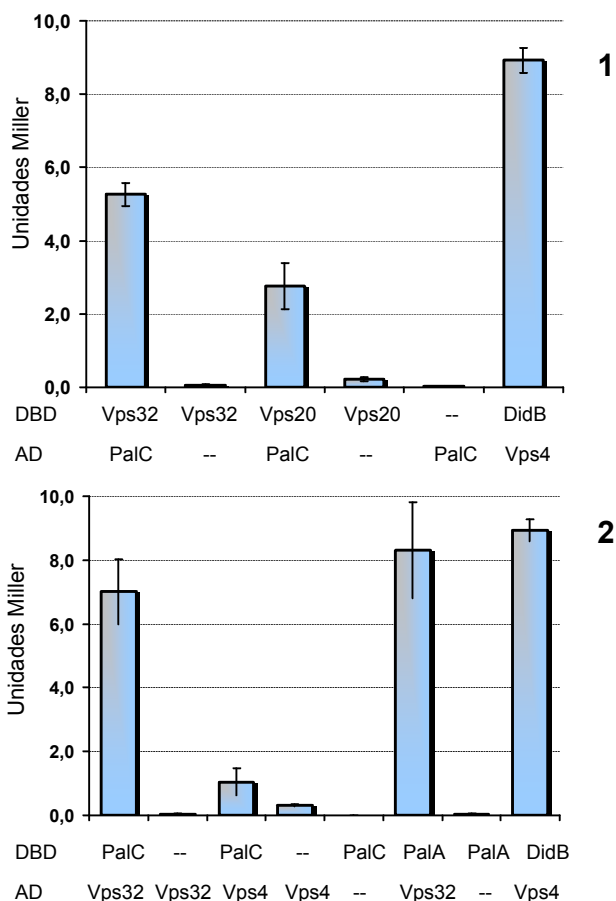 10,0
1
8,0
6,0
4,0
2,0
0,0
Unidades Miller
DBD Vps32 Vps32 Vps20 Vps20 -- DidB
AD PalC -- PalC -- PalC Vps4
10,0
2
8,0
6,0
4,0
2,0
0,0
Unidades Miller
DBD PalC -- PalC -- PalC PalA PalA DidB
AD Vps32 Vps32 Vps4 Vps4 -- Vps32 -- Vps4